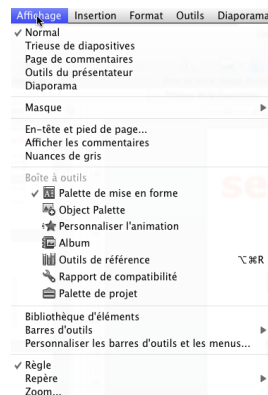 Affichage Insertion Format Outils Diaporama
✓ Normal
Trieuse de diapositives
Page de commentaires
Outils du présentateur
Diaporama
Masque
En-tête et pied de page...
Afficher les commentaires
Nuances de gris
Boîte à outils
✓ Palette de mise en forme
Object Palette
Personnaliser l'animation
Album
Outils de référence ⌥⌘R
Rapport de compatibilité
Palette de projet
Bibliothèque d'éléments
Barres d'outils
Personnaliser les barres d'outils et les menus...
✓ Règle
Repère
Zoom...